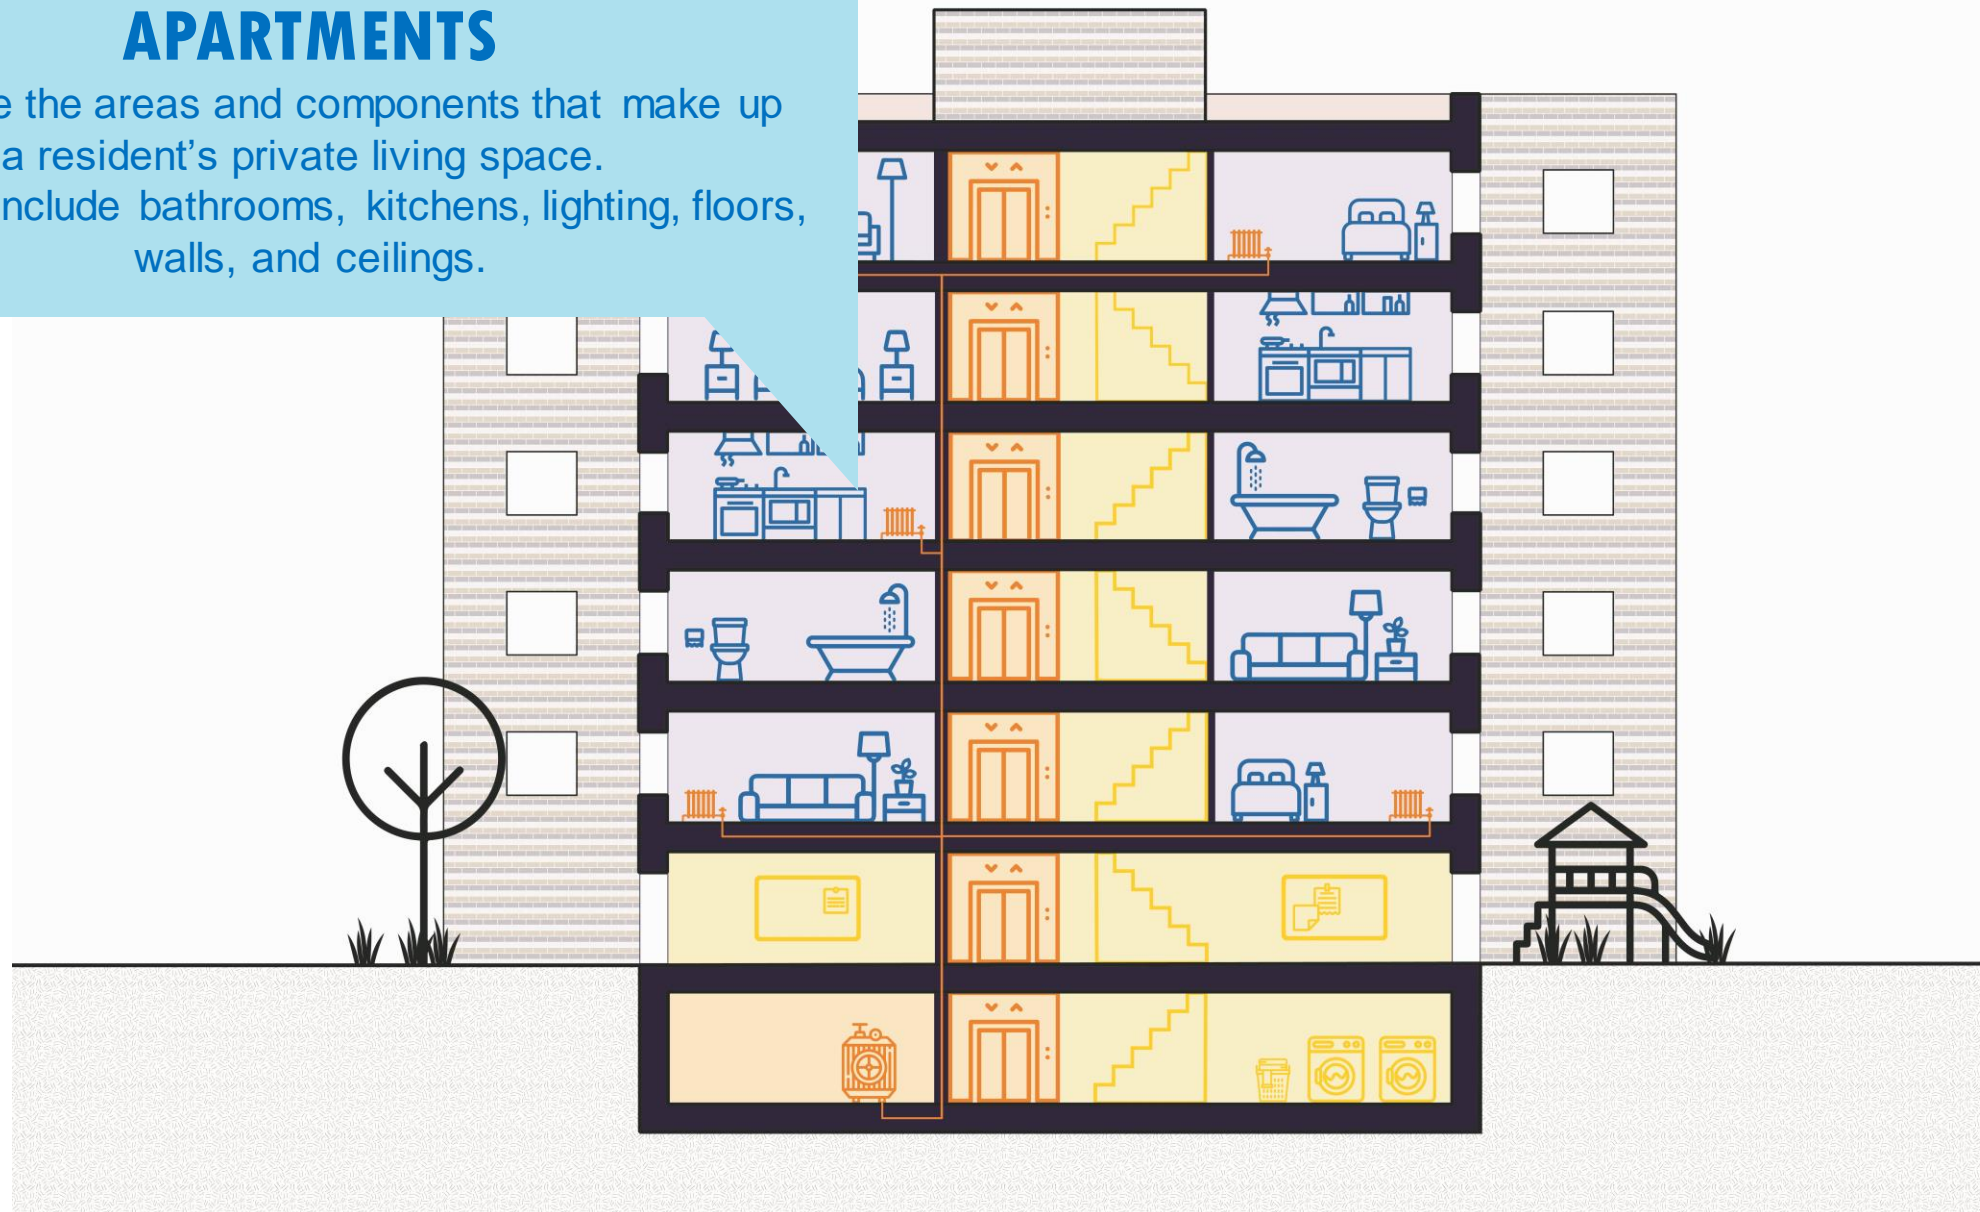 APARTMENTS
the areas and components that make up
a resident’s private living space.
include bathrooms, kitchens, lighting, floors,
walls, and ceilings.